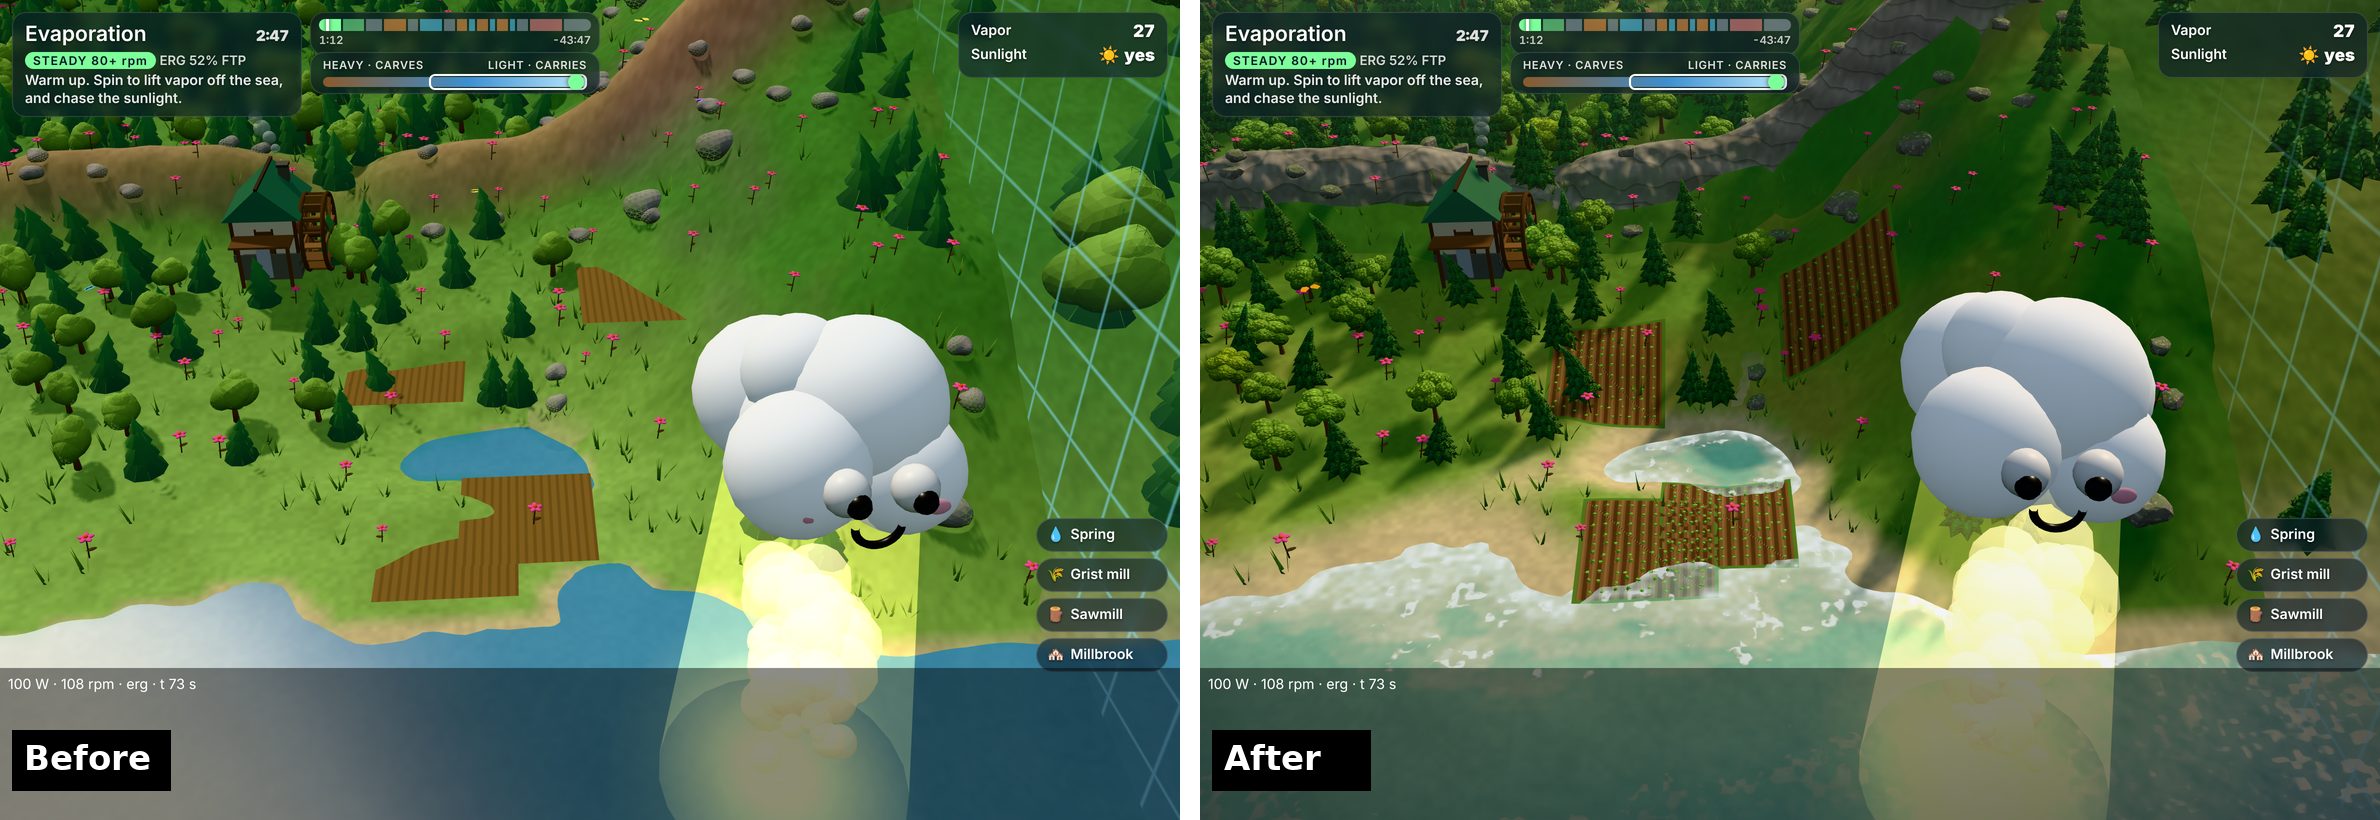 Evaporation 2:47
STEADY 80+ rpm ERG 52% FTP
Warm up. Spin to lift vapor off the sea,
and chase the sunlight.
1:12 -43:47
HEAVY · CARVES LIGHT · CARRIES
Vapor 27
Sunlight yes
Spring
Grist mill
Sawmill
Millbrook
100 W · 108 rpm · erg · t 73 s
Before
Evaporation 2:47
STEADY 80+ rpm ERG 52% FTP
Warm up. Spin to lift vapor off the sea,
and chase the sunlight.
1:12 -43:47
HEAVY · CARVES LIGHT · CARRIES
Vapor 27
Sunlight yes
Spring
Grist mill
Sawmill
Millbrook
100 W · 108 rpm · erg · t 73 s
After